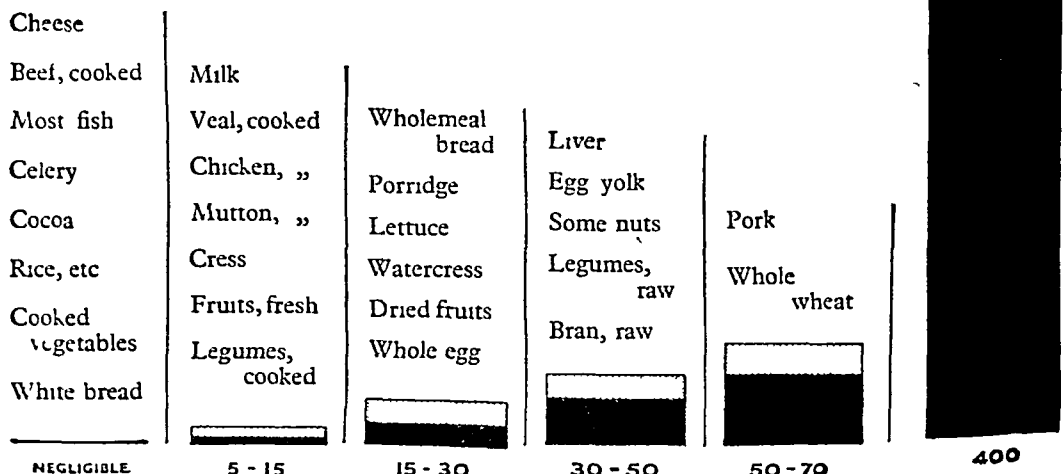 Cheese
Beef, cooked
Most fish
Celery
Cocoa
Rice, etc
Cooked
vegetables
White bread
NEGLIGIBLE
Milk
Veal, cooked
Chicken, „
Mutton, „
Cress
Fruits, fresh
Legumes,
cooked
5 - 15
Wholemeal
bread
Porridge
Lettuce
Watercress
Dried fruits
Whole egg
15 - 30
Liver
Egg yolk
Some nuts
Legumes,
raw
Bran, raw
30 - 50
Pork
Whole
wheat
50 - 70
400